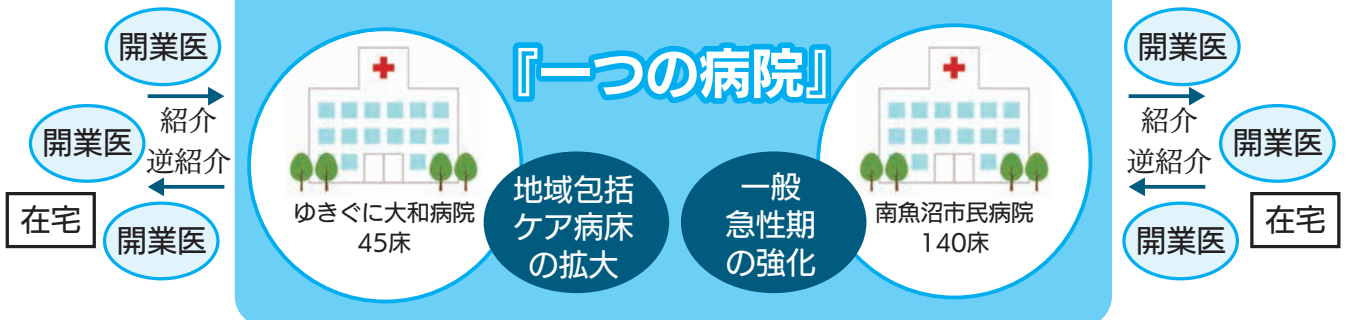 開業医
紹介
開業医
逆紹介
在宅
開業医
『一つの病院』
ゆきぐに大和病院
45床
地域包括
ケア病床
の拡大
一般
急性期
の強化
南魚沼市民病院
140床
開業医
紹介
開業医
逆紹介
在宅
開業医